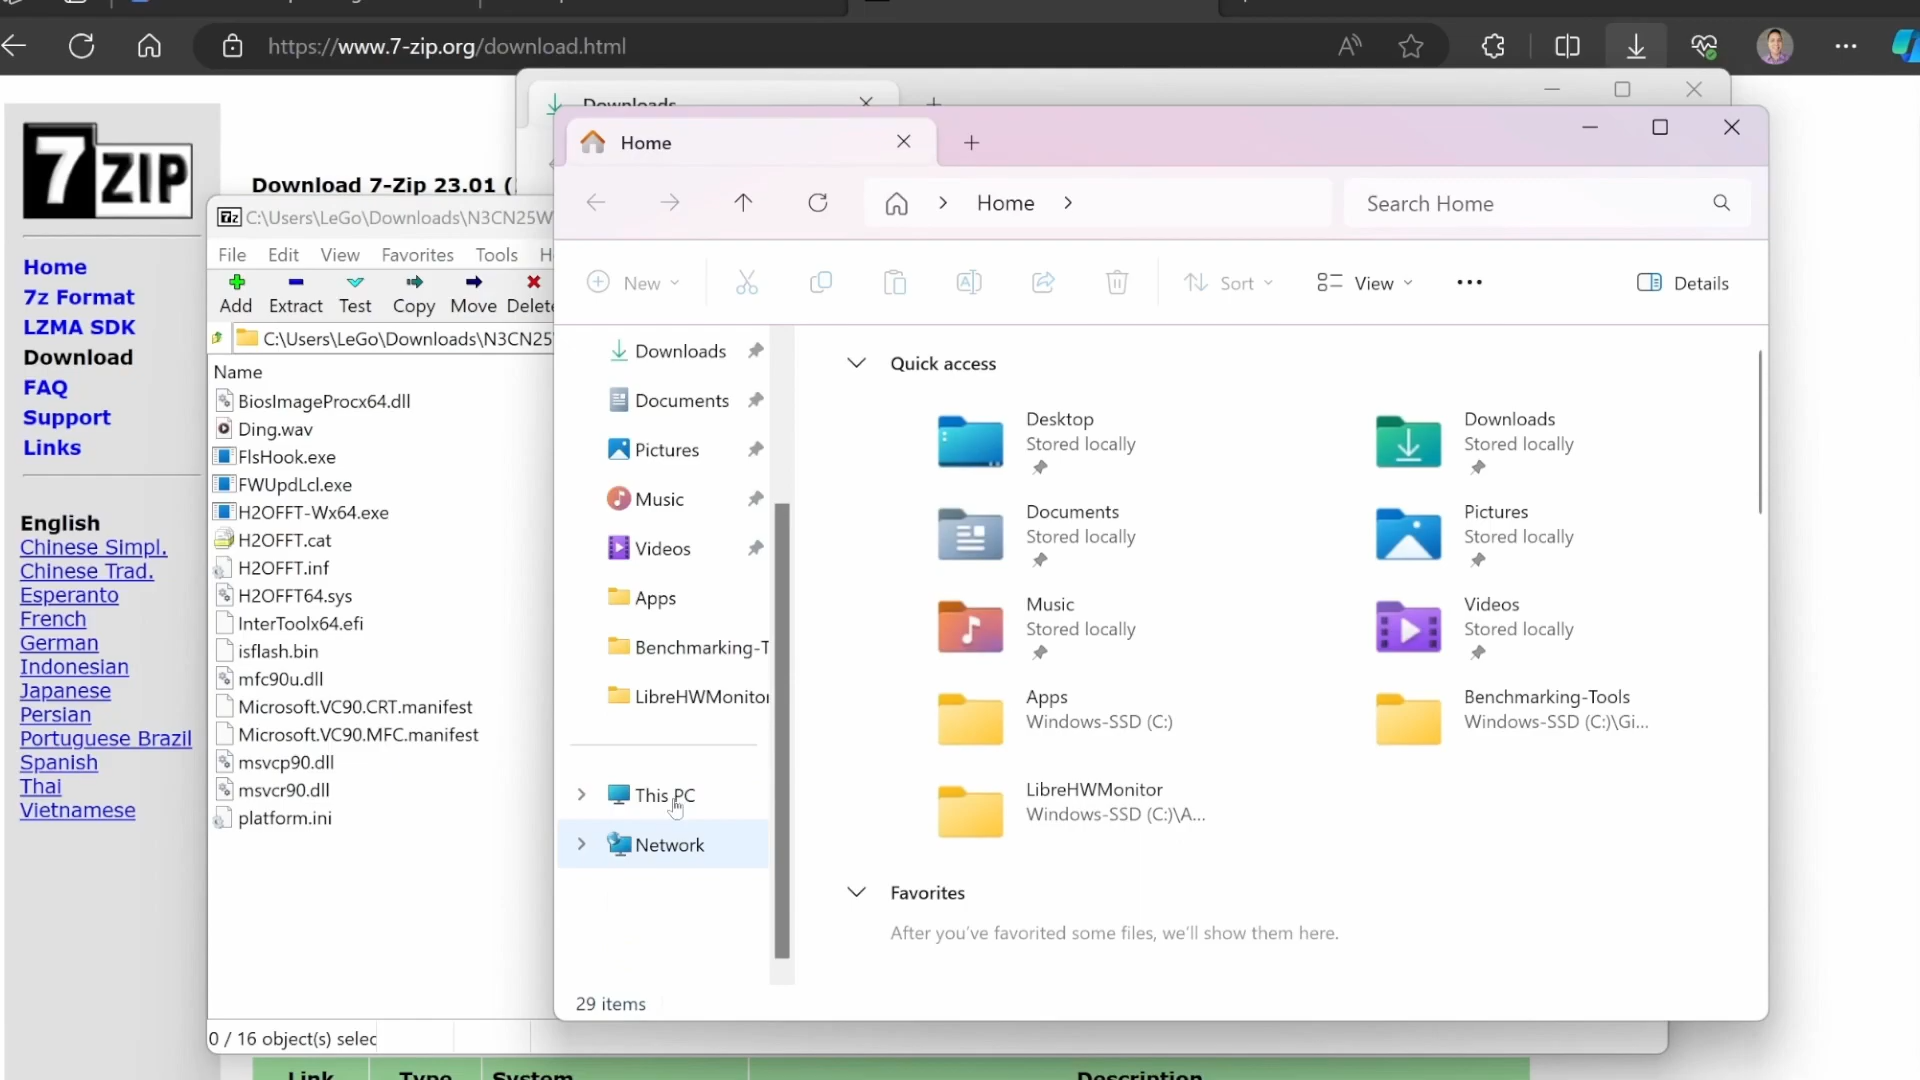 https://www.7-zip.org/download.html
Downloads
7ZIP
Download 7-Zip 23.01 (
Home
7z Format
LZMA SDK
Download
FAQ
Support
Links
English
Chinese Simpl.
Chinese Trad.
Esperanto
French
German
Indonesian
Japanese
Persian
Portuguese Brazil
Spanish
Thai
Vietnamese
7z C:\Users\LeGo\Downloads\N3CN25W
File Edit View Favorites Tools H
Add Extract Test Copy Move Delete
C:\Users\LeGo\Downloads\N3CN25
Name
BiosImageProcx64.dll
Ding.wav
FlsHook.exe
FWUpdLcl.exe
H2OFFT-Wx64.exe
H2OFFT.cat
H2OFFT.inf
H2OFFT64.sys
InterToolx64.efi
isflash.bin
mfc90u.dll
Microsoft.VC90.CRT.manifest
Microsoft.VC90.MFC.manifest
msvcp90.dll
msvcr90.dll
platform.ini
0 / 16 object(s) selec
Home
Home
Search Home
New Sort View Details
Downloads
Documents
Pictures
Music
Videos
Apps
Benchmarking-T
LibreHWMonitor
This PC
Network
Quick access
Desktop
Stored locally
Downloads
Stored locally
Documents
Stored locally
Pictures
Stored locally
Music
Stored locally
Videos
Stored locally
Apps
Windows-SSD (C:)
Benchmarking-Tools
Windows-SSD (C:)\Gi...
LibreHWMonitor
Windows-SSD (C:)\A...
Favorites
After you've favorited some files, we'll show them here.
29 items
Link Type System Description